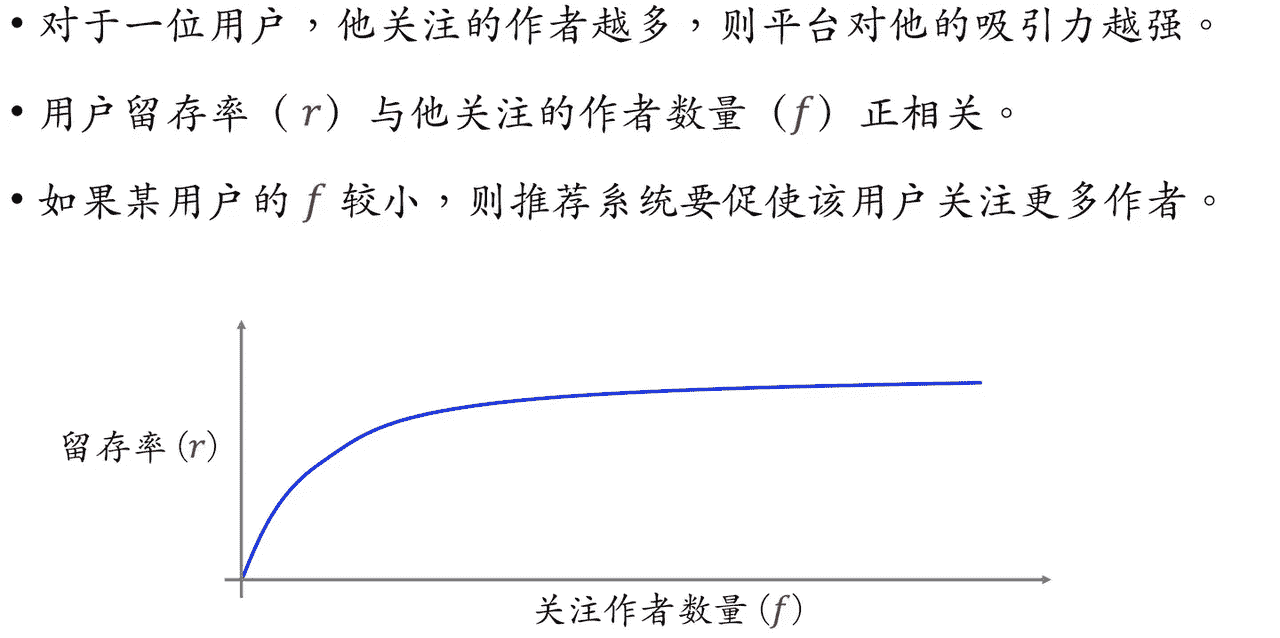 • 对于一位用户，他关注的作者越多，则平台对他的吸引力越强。
• 用户留存率（r）与他关注的作者数量（f）正相关。
• 如果某用户的 f 较小，则推荐系统要促使该用户关注更多作者。
留存率(r)
关注作者数量(f)